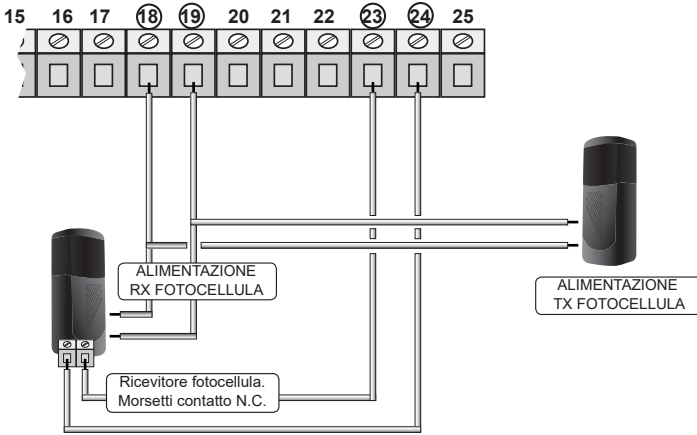 15 16 17 18 19 20 21 22 23 24 25
ALIMENTAZIONE
RX FOTOCELLULA
ALIMENTAZIONE
TX FOTOCELLULA
Ricevitore fotocellula.
Morsetti contatto N.C.